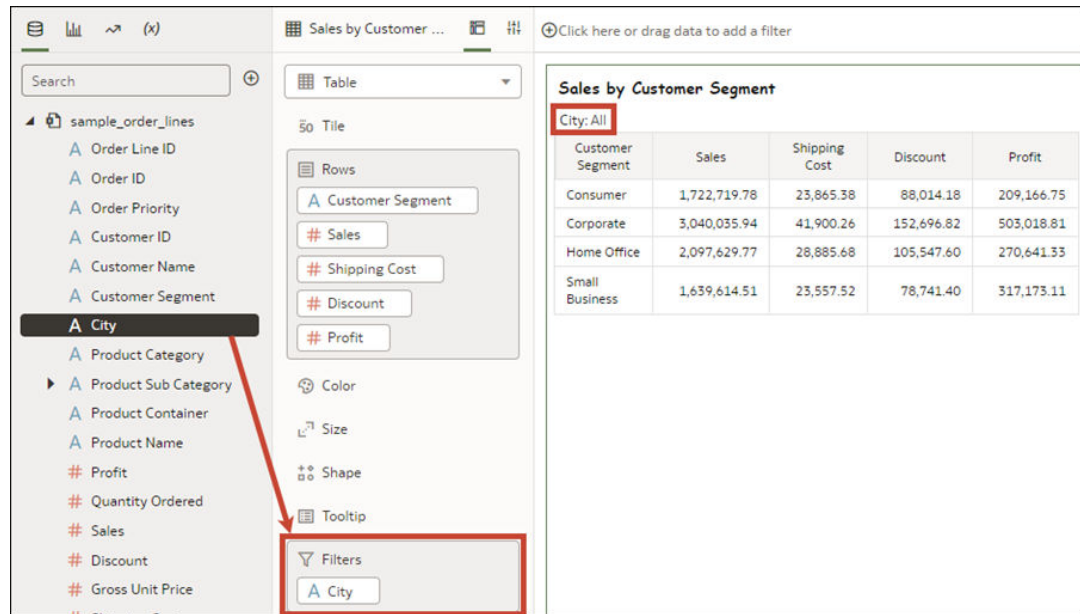 (x)
Search
sample_order_lines
A Order Line ID
A Order ID
A Order Priority
A Customer ID
A Customer Name
A Customer Segment
A City
A Product Category
A Product Sub Category
A Product Container
A Product Name
# Profit
# Quantity Ordered
# Sales
# Discount
# Gross Unit Price
Sales by Customer ...
Table
50 Tile
Rows
A Customer Segment
# Sales
# Shipping Cost
# Discount
# Profit
Color
Size
Shape
Tooltip
Filters
A City
Click here or drag data to add a filter
Sales by Customer Segment
City: All
Customer Segment Sales Shipping Cost Discount Profit
Consumer 1,722,719.78 23,865.38 88,014.18 209,166.75
Corporate 3,040,035.94 41,900.26 152,696.82 503,018.81
Home Office 2,097,629.77 28,885.68 105,547.60 270,641.33
Small Business 1,639,614.51 23,557.52 78,741.40 317,173.11